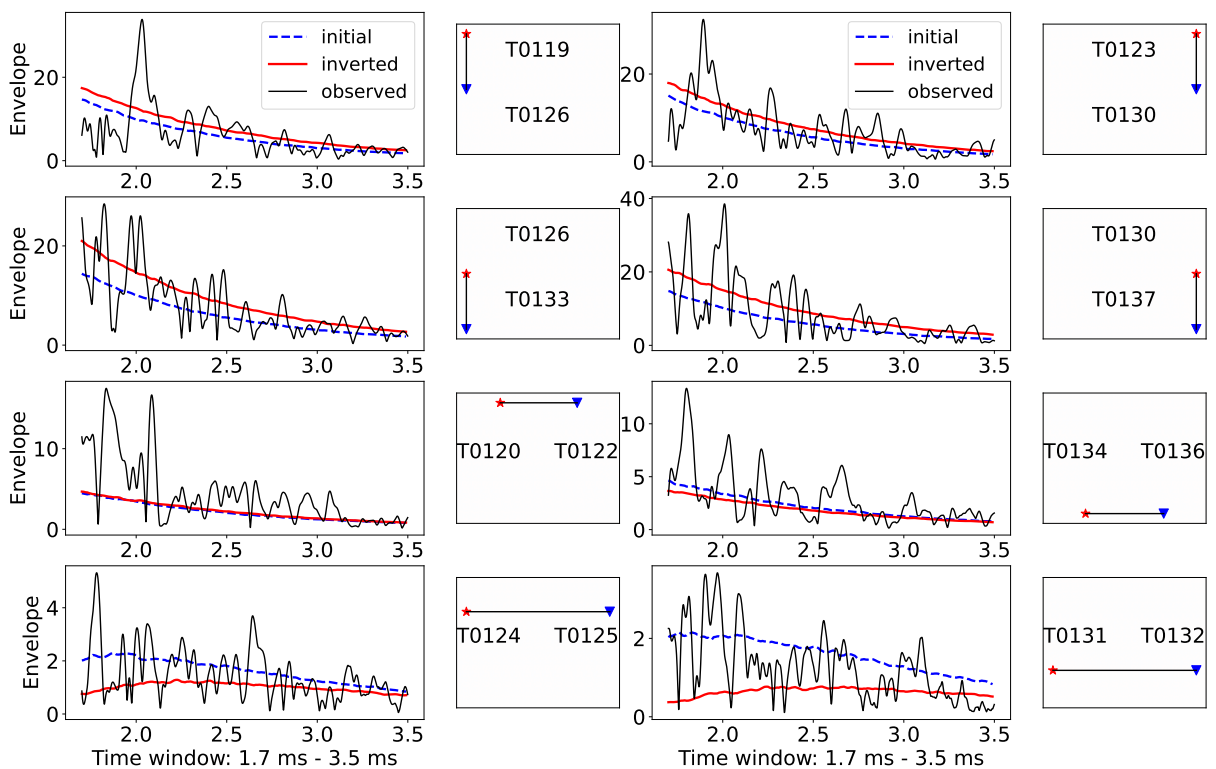 Envelope
20
0
initial
inverted
observed
2.0 2.5 3.0 3.5
T0119
T0126
20
0
initial
inverted
observed
2.0 2.5 3.0 3.5
T0123
T0130
Envelope
20
0
2.0 2.5 3.0 3.5
T0126
T0133
40
20
0
2.0 2.5 3.0 3.5
T0130
T0137
Envelope
10
0
2.0 2.5 3.0 3.5
T0120 T0122
10
5
0
2.0 2.5 3.0 3.5
T0134 T0136
Envelope
4
2
0
2.0 2.5 3.0 3.5
Time window: 1.7 ms - 3.5 ms
T0124 T0125
2
0
2.0 2.5 3.0 3.5
Time window: 1.7 ms - 3.5 ms
T0131 T0132